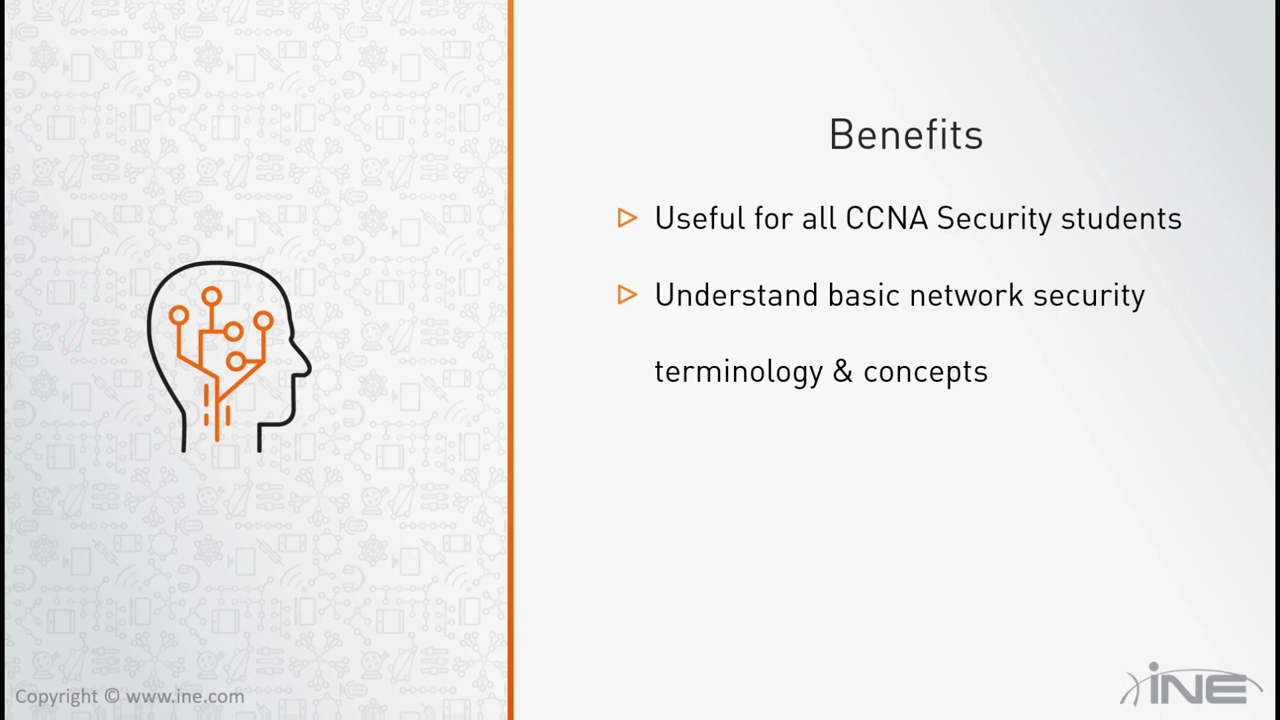 Benefits
Useful for all CCNA Security students
Understand basic network security
terminology & concepts
Copyright © www.ine.com
iNE